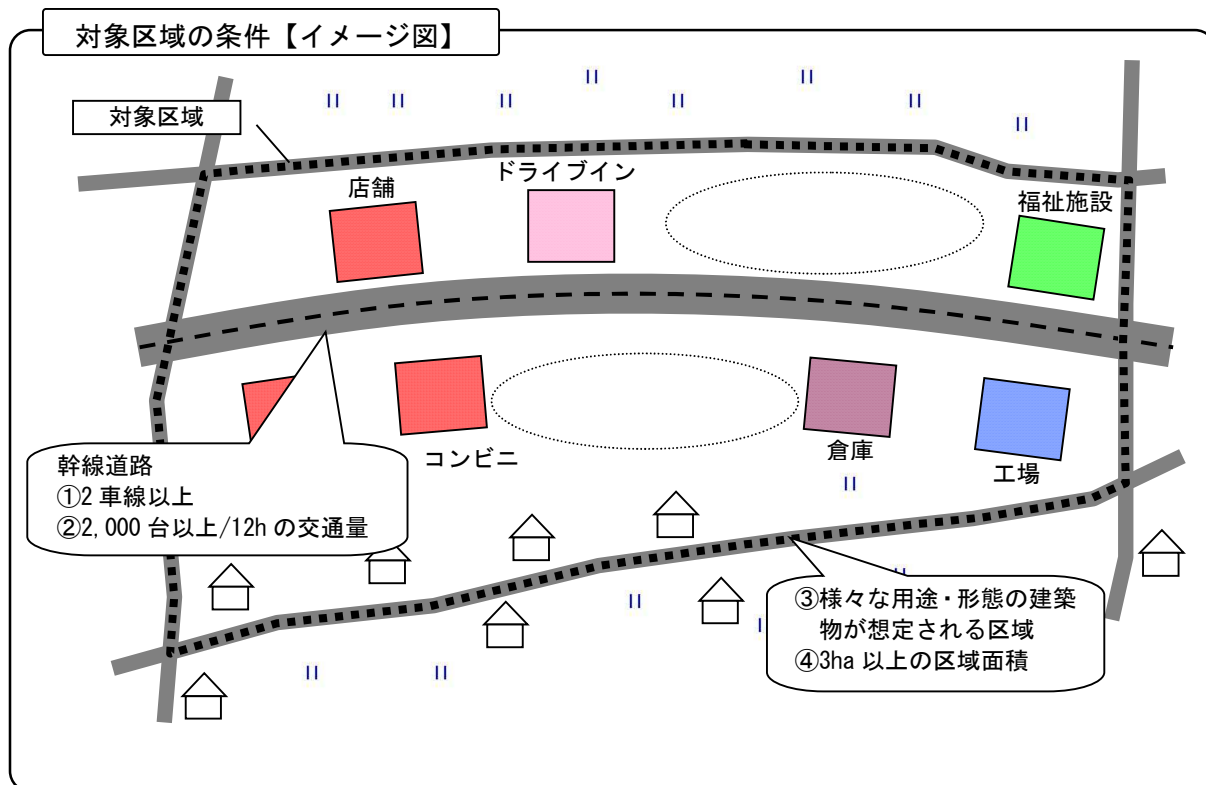 対象区域の条件【イメージ図】
対象区域
店舗
ドライブイン
福祉施設
コンビニ
倉庫
工場
幹線道路
①2 車線以上
②2,000 台以上/12h の交通量
③様々な用途・形態の建築
物が想定される区域
④3ha 以上の区域面積